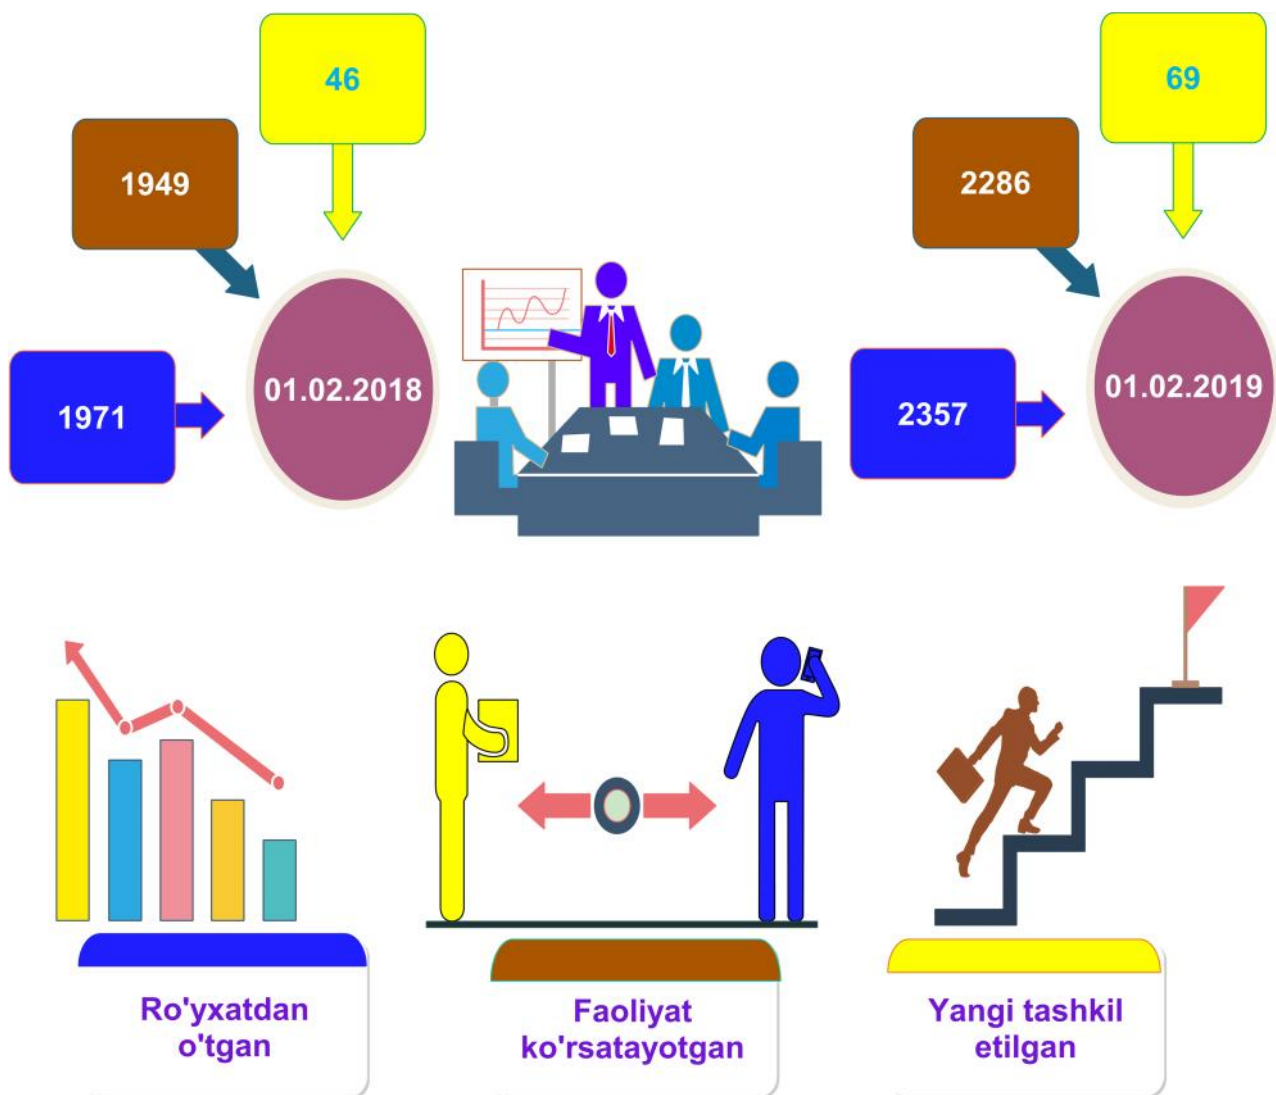 46
69
1949
2286
01.02.2018
01.02.2019
1971
2357
Ro'yxatdan
o'tgan
Faoliyat
ko'rsatayotgan
Yangi tashkil
etilgan